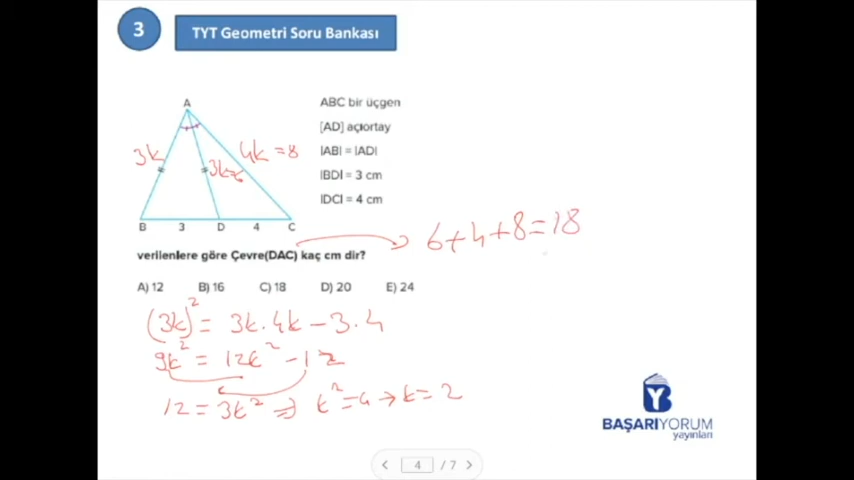 3
TYT Geometri Soru Bankası
A
3k
3k=6
4k = 8
B
3
D
4
C
ABC bir üçgen
[AD] açıortay
|AB| = |AD|
|BD| = 3 cm
|DC| = 4 cm
verilenlere göre Çevre(DAC) kaç cm dir?
6+4+8=18
A) 12 B) 16 C) 18 D) 20 E) 24
(3k)² = 3k.4k - 3.4
9k² = 12k² - 12
12 = 3k² ⇒ k² = 4 → k = 2
BAŞARIYORUM
yayınları
4 / 7